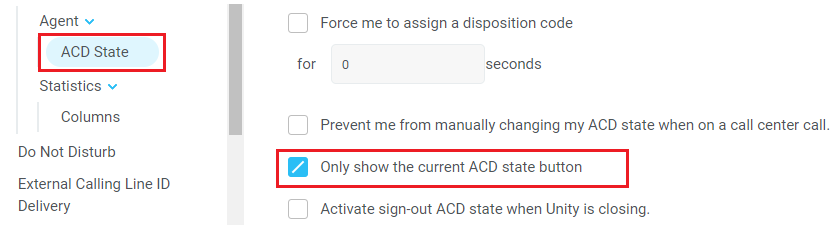 Agent
ACD State
Statistics
Columns
Do Not Disturb
External Calling Line ID
Delivery
Force me to assign a disposition code
for 0 seconds
Prevent me from manually changing my ACD state when on a call center call.
Only show the current ACD state button
Activate sign-out ACD state when Unity is closing.